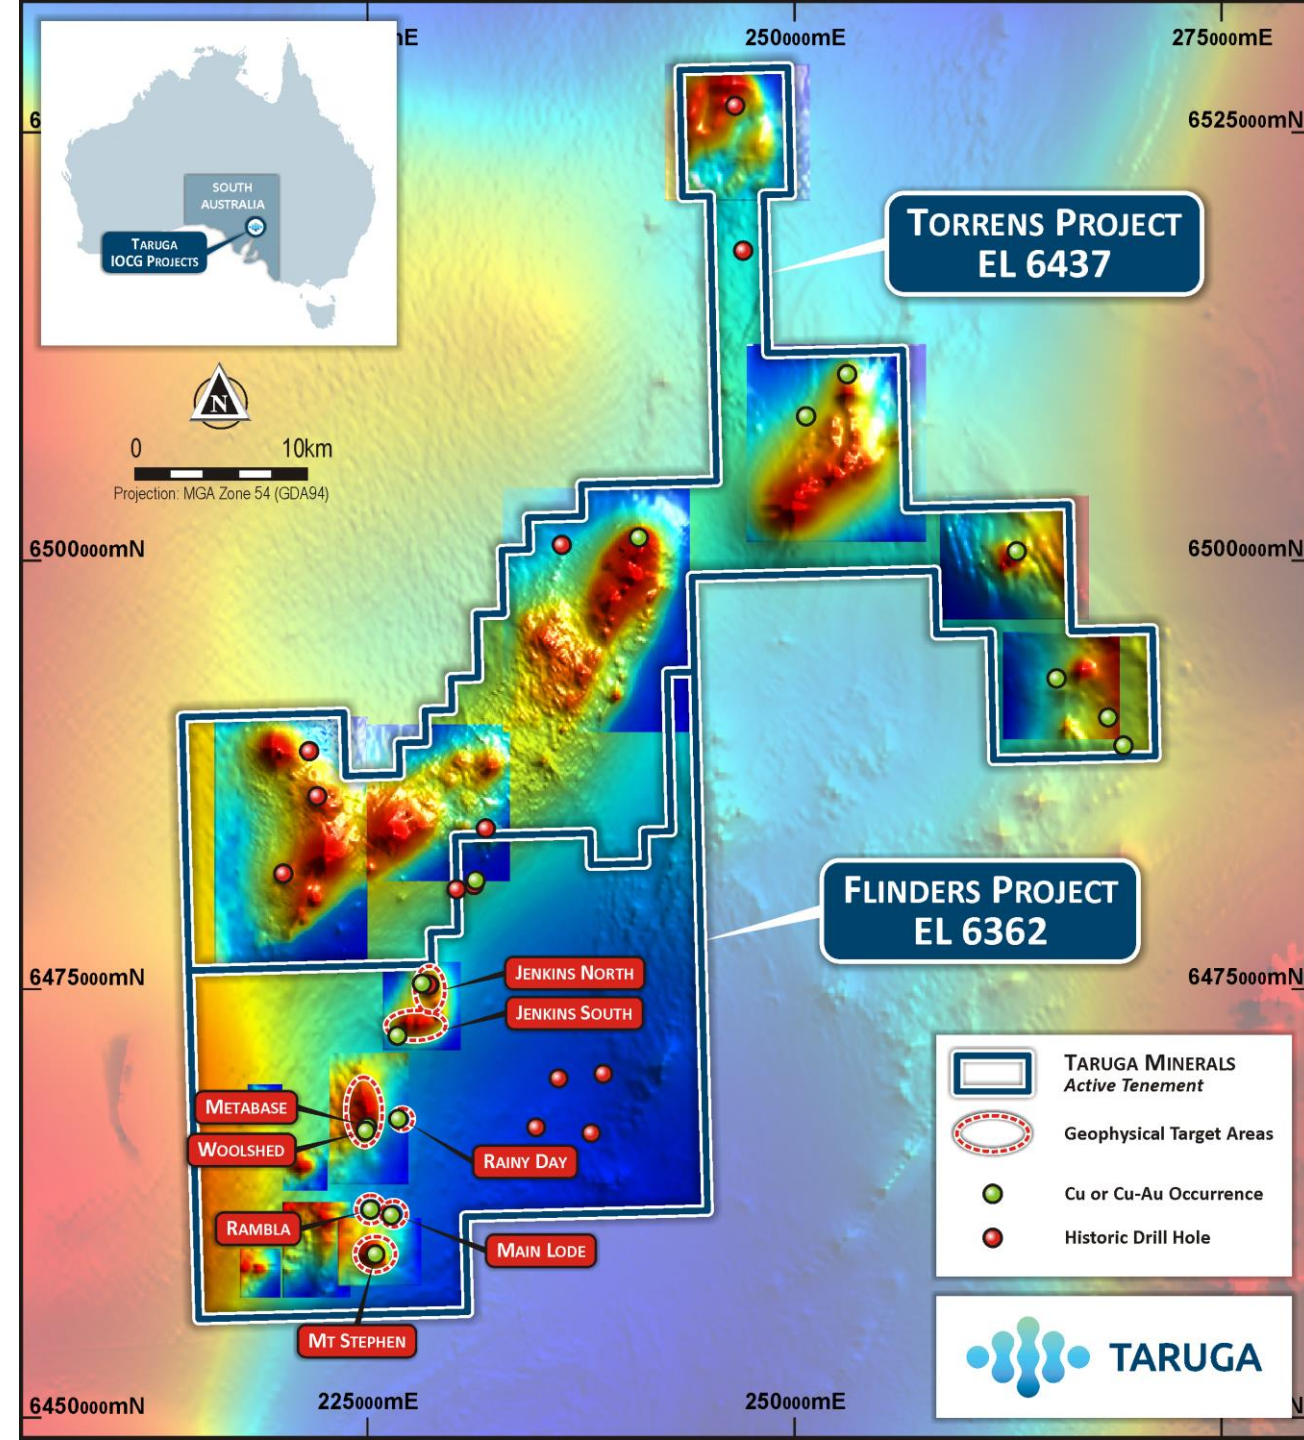 mE
250000mE
275000mE
6
6525000mN
SOUTH
AUSTRALIA
TARUGA
IOCG PROJECTS
TORRENS PROJECT
EL 6437
N
0 10km
Projection: MGA Zone 54 (GDA94)
6500000mN
6500000mN
FLINDERS PROJECT
EL 6362
6475000mN
6475000mN
JENKINS NORTH
JENKINS SOUTH
METABASE
WOOLSHED
RAINY DAY
RAMBLA
MAIN LODE
MT STEPHEN
TARUGA MINERALS
Active Tenement
Geophysical Target Areas
Cu or Cu-Au Occurrence
Historic Drill Hole
TARUGA
6450000mN
225000mE
250000mE
N